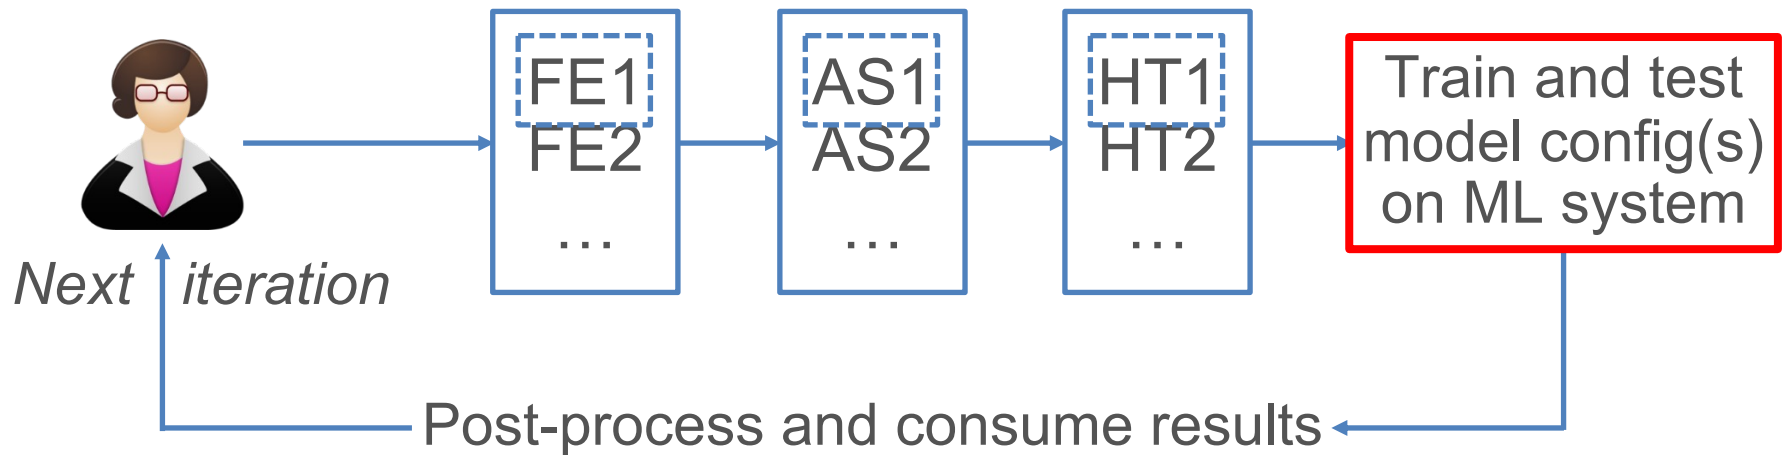 FE1
FE2
…
AS1
AS2
…
HT1
HT2
…
Train and test
model config(s)
on ML system
Next iteration
Post-process and consume results